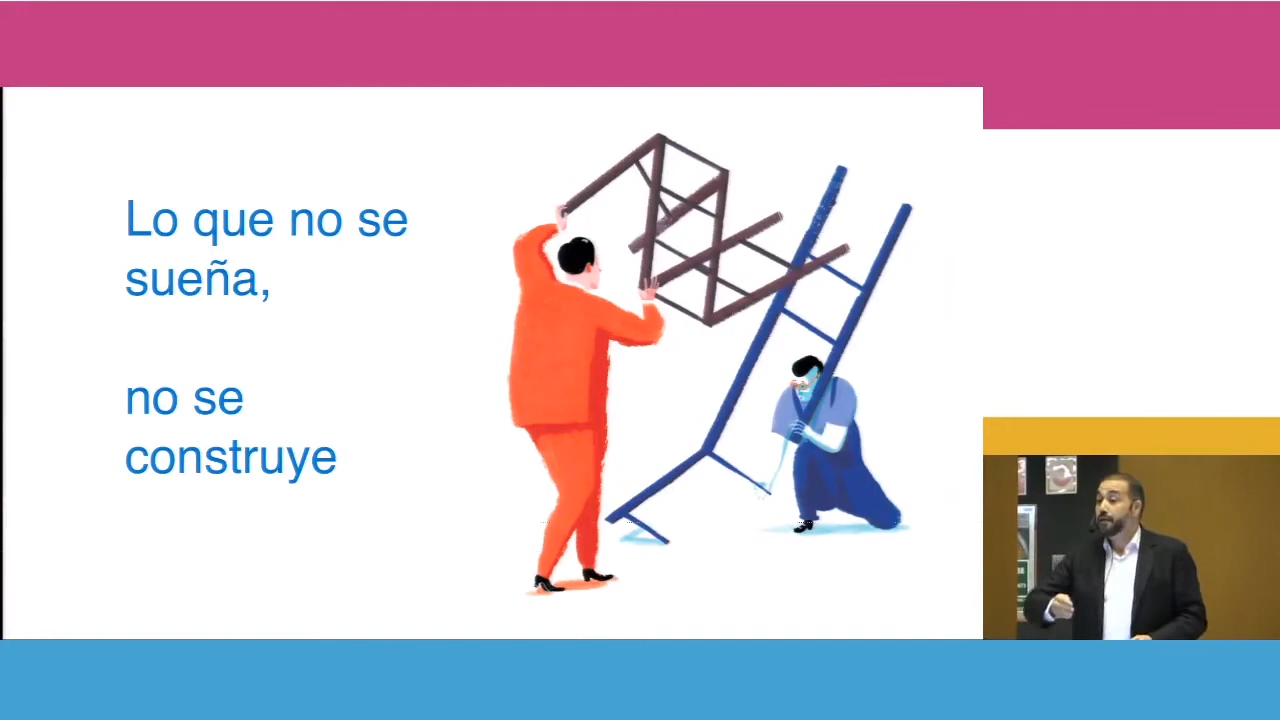 Lo que no se
sueña,
no se
construye